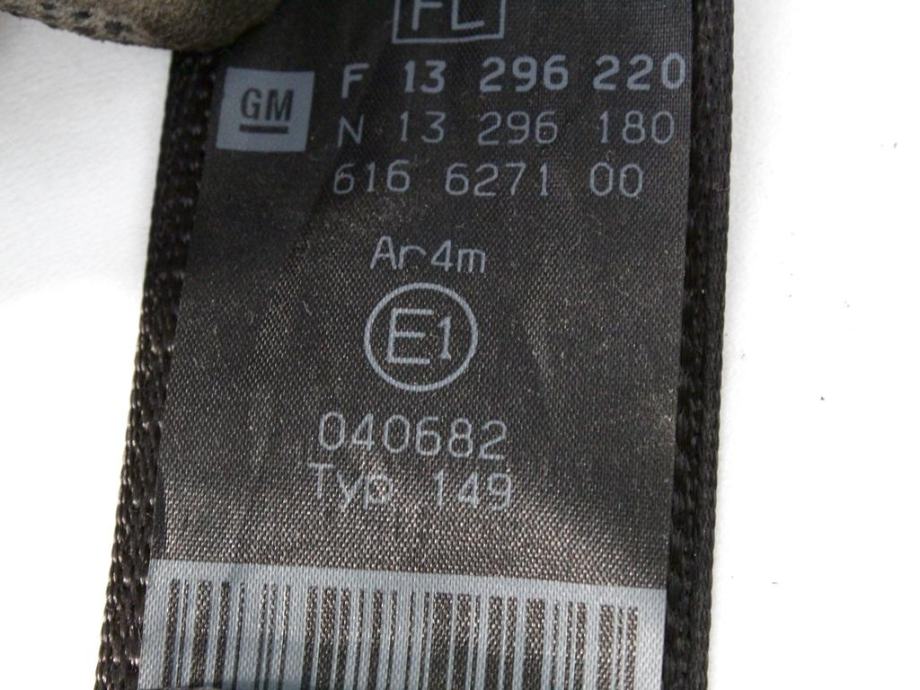 FL
GM
F 13 296 220
N 13 296 180
616 6271 00
Ar4m
E1
040682
Typ 149